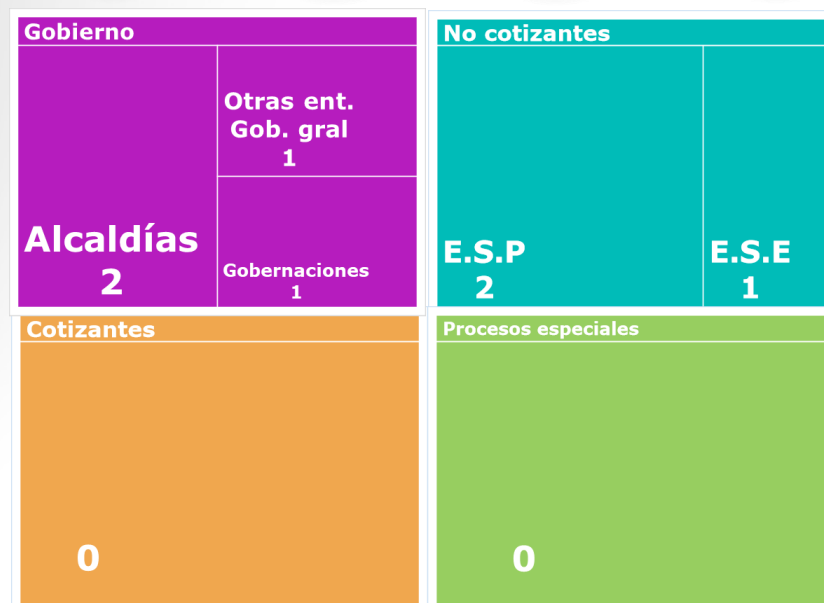 Gobierno
Alcaldías
2
Otras ent.
Gob. gral
1
Gobernaciones
1
No cotizantes
E.S.P
2
E.S.E
1
Cotizantes
0
Procesos especiales
0